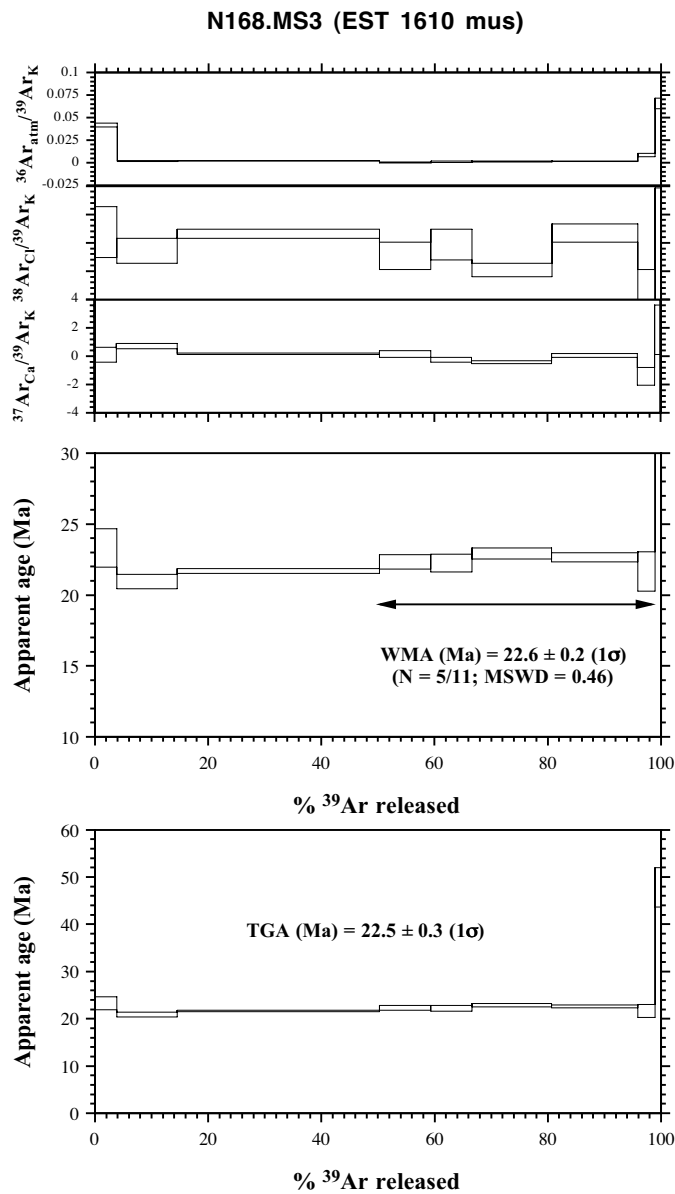 N168.MS3 (EST 1610 mus)
³⁶Ar_atm/³⁹Ar_K
0.1
0.075
0.05
0.025
0
-0.025
³⁸Ar_Cl/³⁹Ar_K
³⁷Ar_Ca/³⁹Ar_K
4
2
0
-2
-4
Apparent age (Ma)
30
25
20
15
10
WMA (Ma) = 22.6 ± 0.2 (1σ)
(N = 5/11; MSWD = 0.46)
0 20 40 60 80 100
% ³⁹Ar released
Apparent age (Ma)
60
50
40
30
20
10
0
TGA (Ma) = 22.5 ± 0.3 (1σ)
0 20 40 60 80 100
% ³⁹Ar released